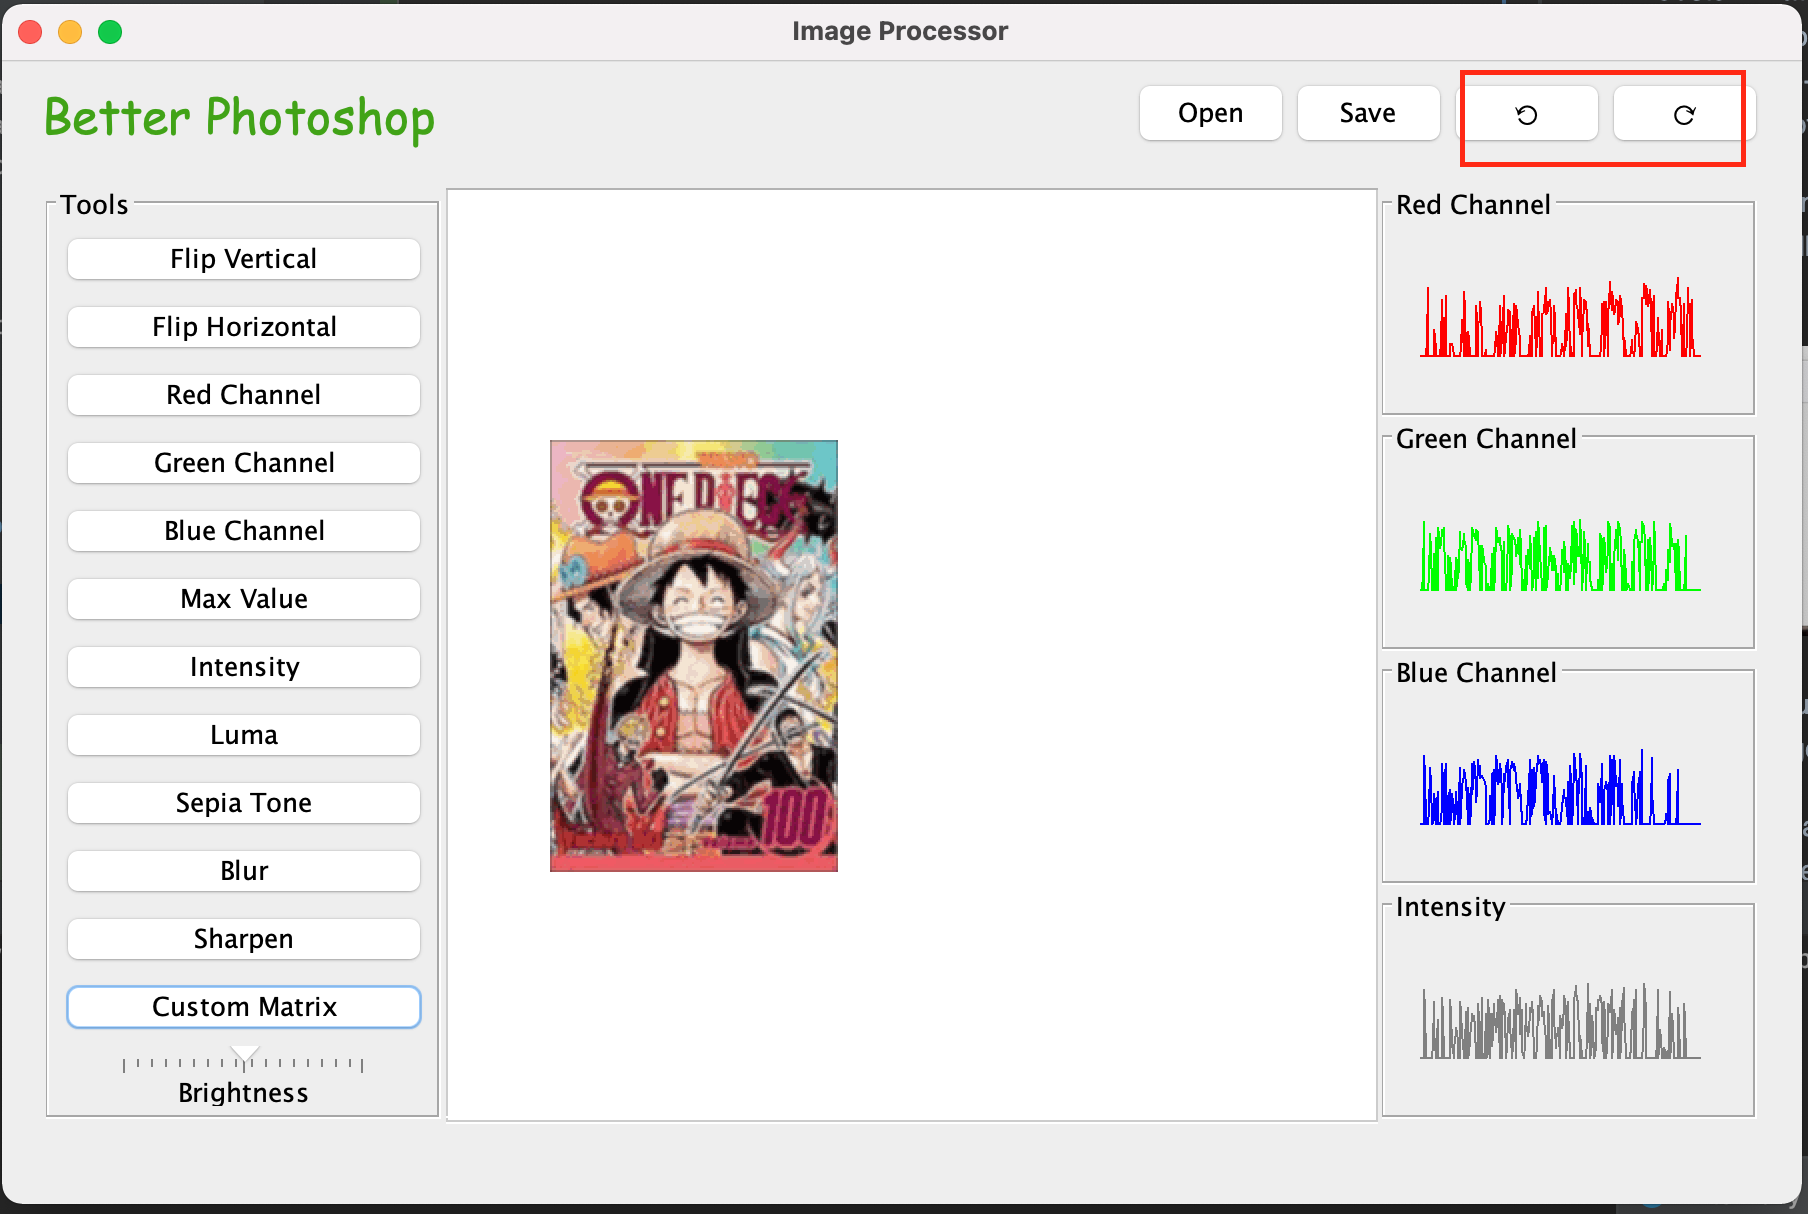 Image Processor
Better Photoshop
Open
Save
Tools
Flip Vertical
Flip Horizontal
Red Channel
Green Channel
Blue Channel
Max Value
Intensity
Luma
Sepia Tone
Blur
Sharpen
Custom Matrix
Brightness
ONE PIECE
100
Red Channel
Green Channel
Blue Channel
Intensity